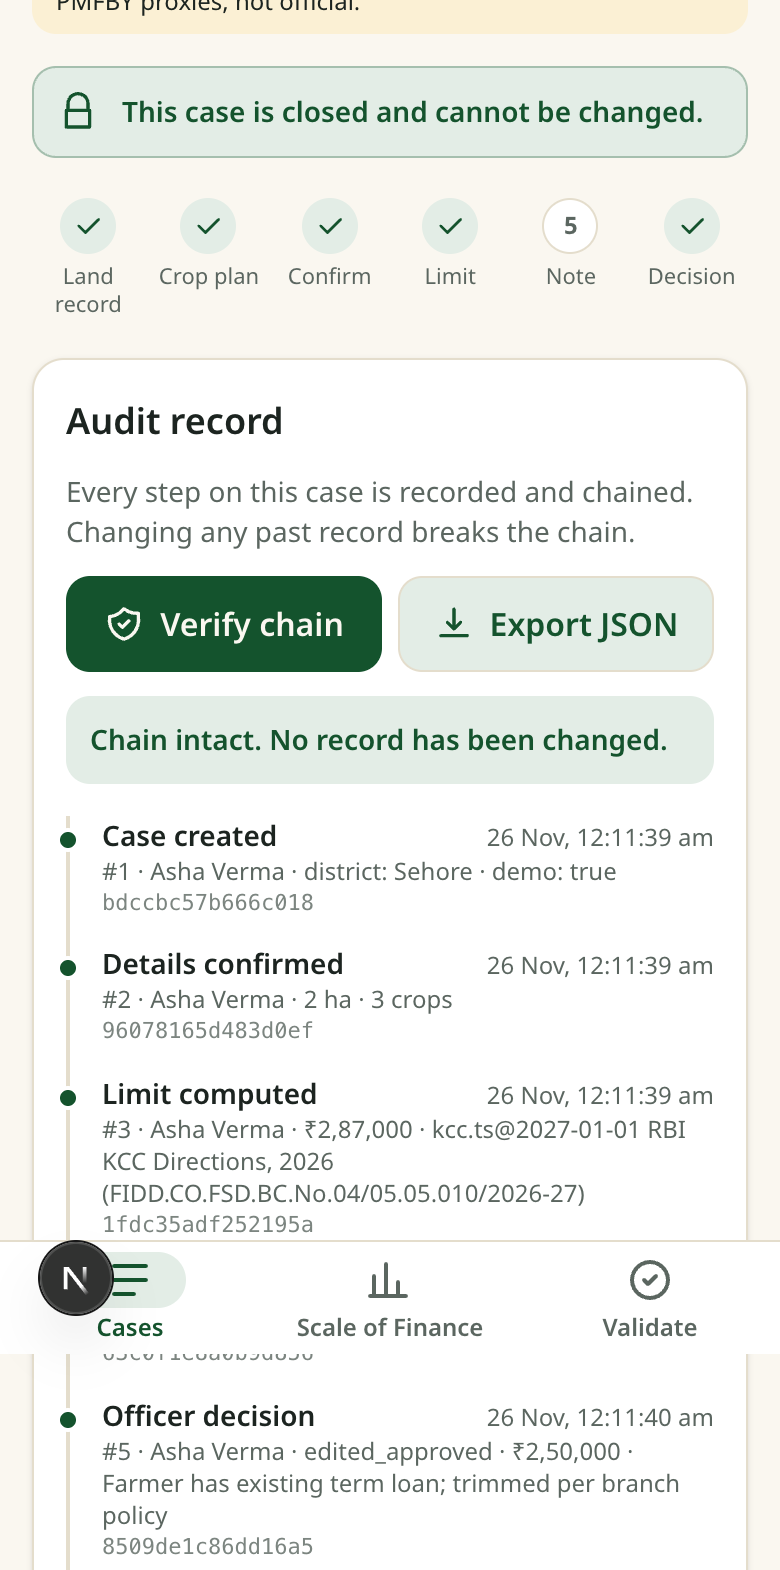 PMFBY proxies, not official.
This case is closed and cannot be changed.
5
Land
record
Crop plan
Confirm
Limit
Note
Decision
Audit record
Every step on this case is recorded and chained.
Changing any past record breaks the chain.
Verify chain
Export JSON
Chain intact. No record has been changed.
Case created
26 Nov, 12:11:39 am
#1 · Asha Verma · district: Sehore · demo: true
bdccbc57b666c018
Details confirmed
26 Nov, 12:11:39 am
#2 · Asha Verma · 2 ha · 3 crops
96078165d483d0ef
Limit computed
26 Nov, 12:11:39 am
#3 · Asha Verma · ₹2,87,000 · kcc.ts@2027-01-01 RBI
KCC Directions, 2026
(FIDD.CO.FSD.BC.No.04/05.05.010/2026-27)
1fdc35adf252195a
N
Cases
Scale of Finance
Validate
Officer decision
26 Nov, 12:11:40 am
#5 · Asha Verma · edited_approved · ₹2,50,000 ·
Farmer has existing term loan; trimmed per branch
policy
8509de1c86dd16a5